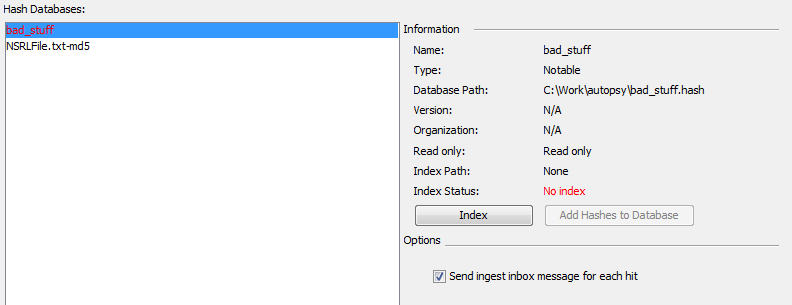 Hash Databases:
bad_stuff
NSRLFile.txt-md5
Information
Name: bad_stuff
Type: Notable
Database Path: C:\Work\autopsy\bad_stuff.hash
Version: N/A
Organization: N/A
Read only: Read only
Index Path: None
Index Status: No index
Index Add Hashes to Database
Options
Send ingest inbox message for each hit